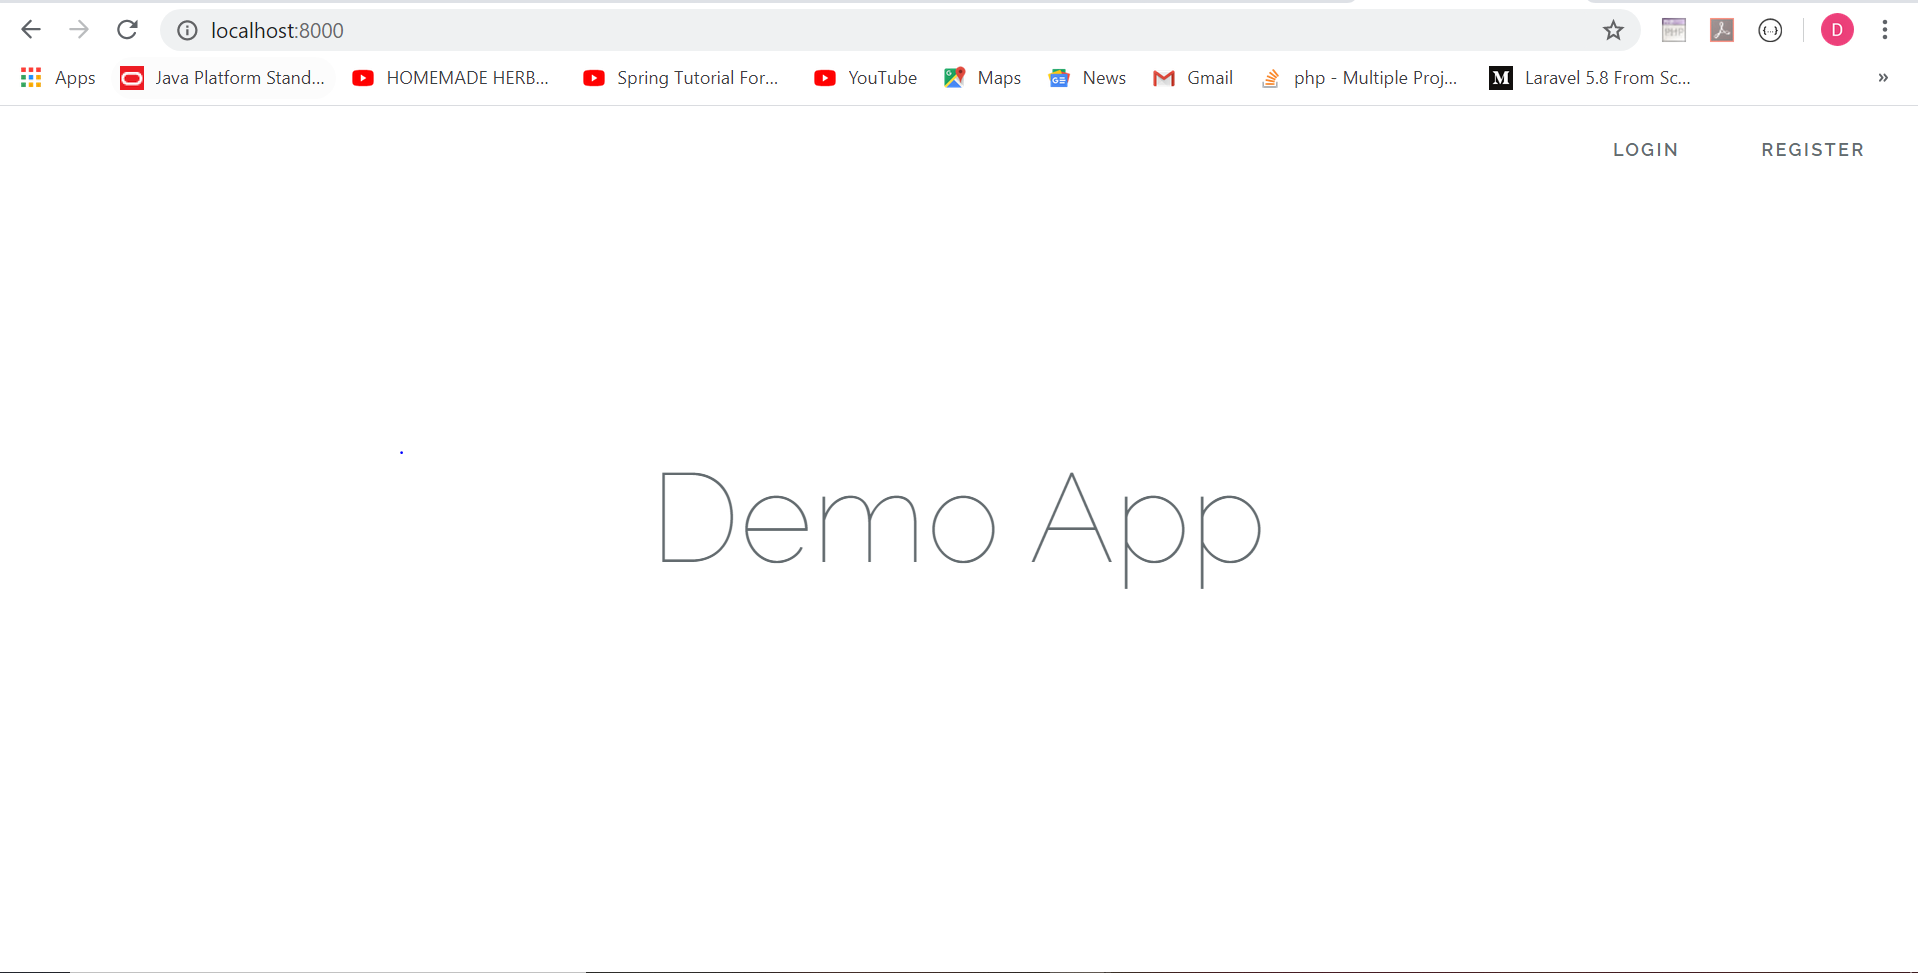 localhost:8000
D
Apps Java Platform Stand... HOMEMADE HERB... Spring Tutorial For... YouTube Maps News Gmail php - Multiple Proj... M Laravel 5.8 From Sc... »
LOGIN REGISTER
Demo App